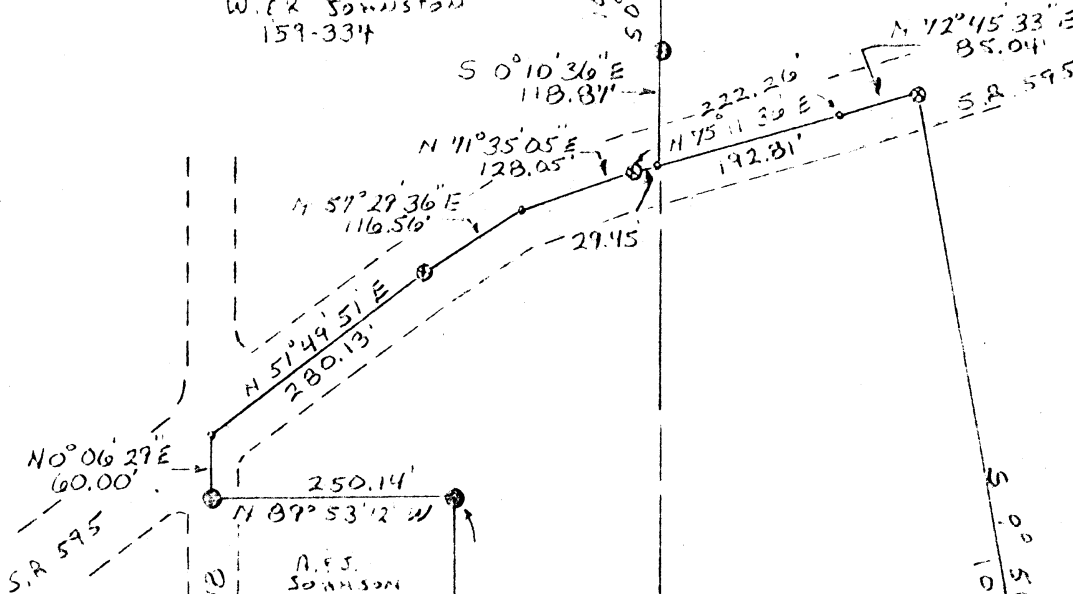 W. & R. JOHNSTON
159-334
S 0°10'36"E
118.87'
N 72°45'33"E
85.04'
222.26'
N 75°11'36 E
192.81'
S.R. 595
N 71°35'05"E
128.05'
N 57°29'36"E
116.56'
29.45'
N 51°49'51"E
280.13'
N0°06'27"E
60.00'
250.14'
N 89°53'12" W
S.R 595
JOHNSON